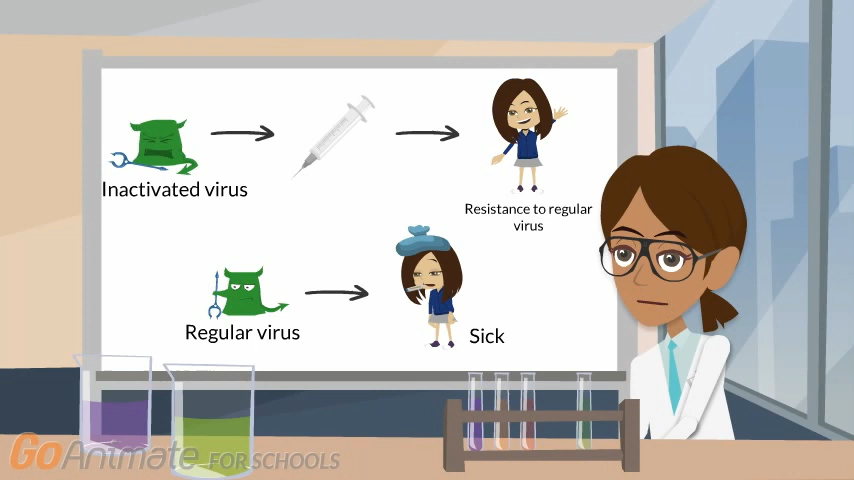 Inactivated virus
Resistance to regular
virus
Regular virus
Sick
GoAnimate FOR SCHOOLS